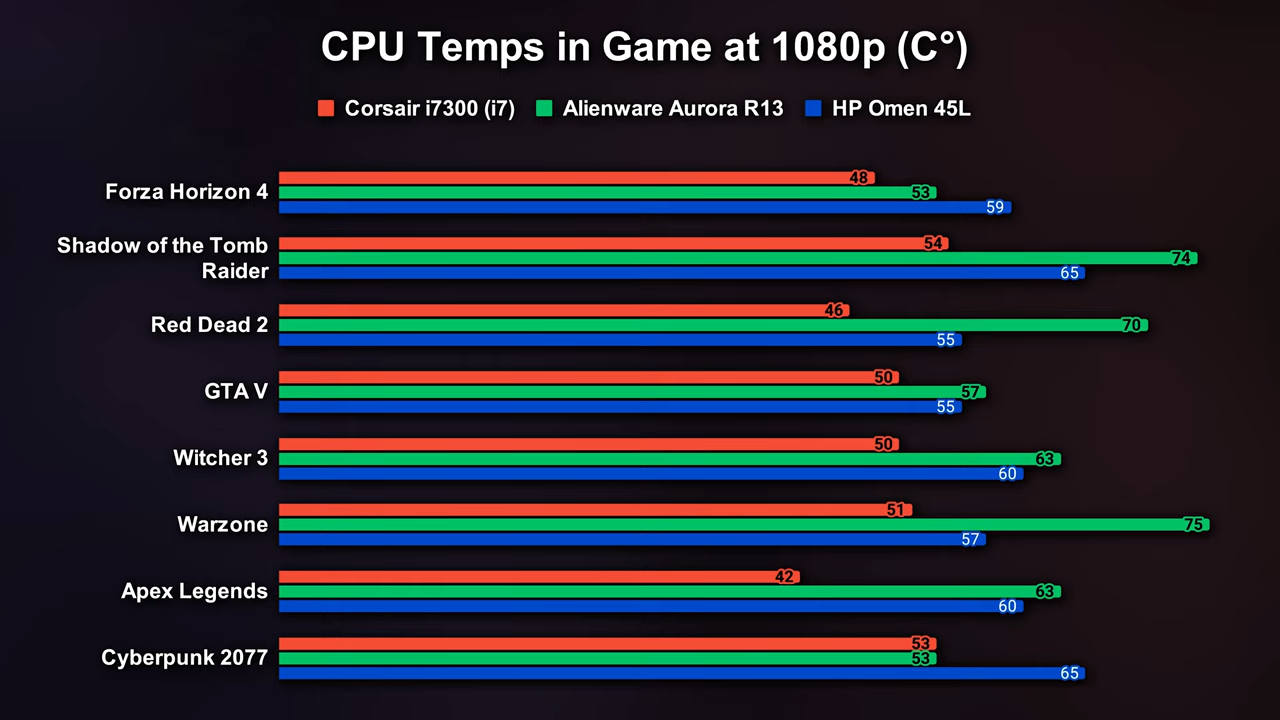 CPU Temps in Game at 1080p (C°)
Corsair i7300 (i7) Alienware Aurora R13 HP Omen 45L
Forza Horizon 4
48
53
59
Shadow of the Tomb
Raider
54
74
65
Red Dead 2
46
70
55
GTA V
50
57
55
Witcher 3
50
63
60
Warzone
51
75
57
Apex Legends
42
63
60
Cyberpunk 2077
53
53
65